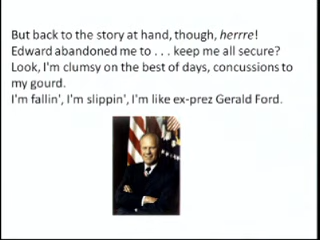 But back to the story at hand, though, herrre!
Edward abandoned me to . . . keep me all secure?
Look, I'm clumsy on the best of days, concussions to
my gourd.
I'm fallin', I'm slippin', I'm like ex-prez Gerald Ford.